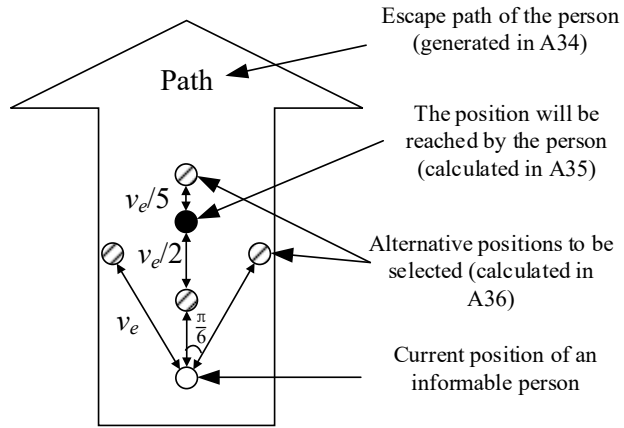 Escape path of the person
(generated in A34)
Path
The position will be
reached by the person
(calculated in A35)
vₑ/5
vₑ/2
Alternative positions to be
selected (calculated in
A36)
vₑ
π/6
Current position of an
informable person